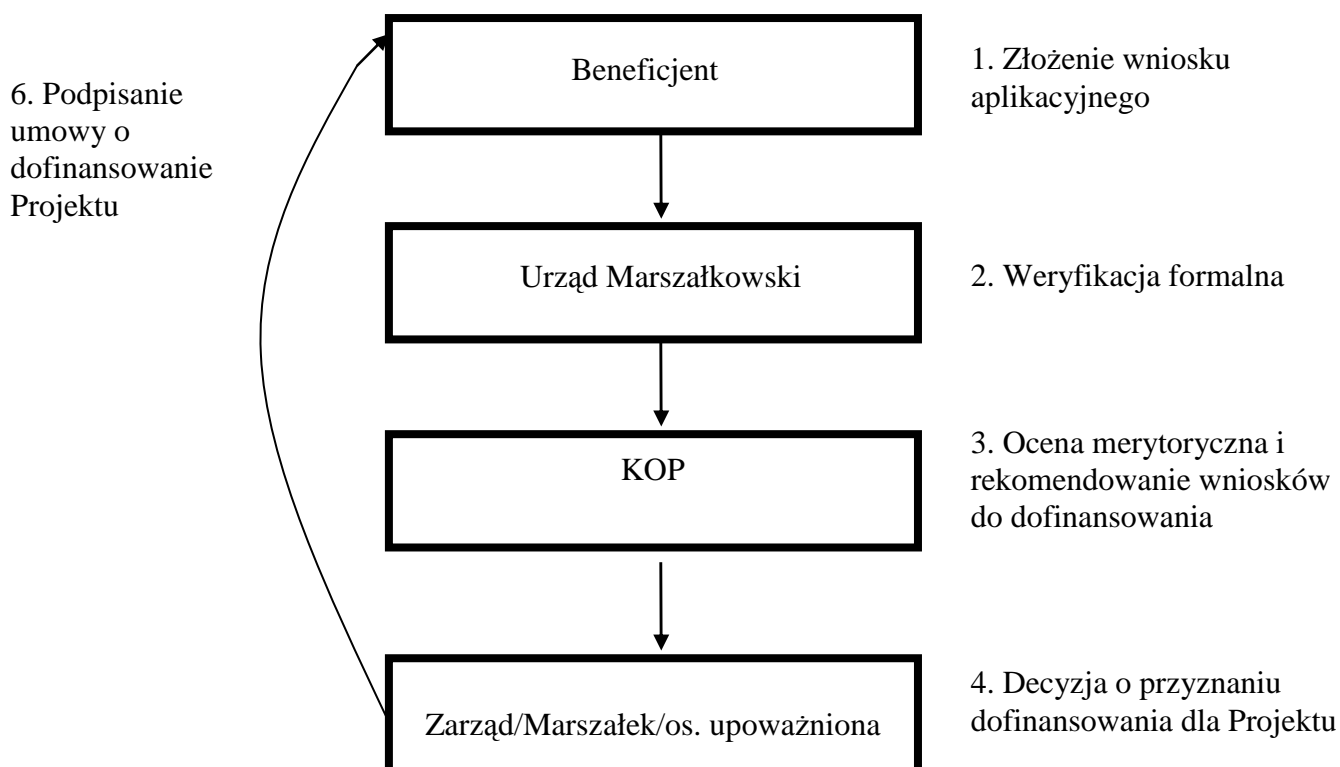 Beneficjent
1. Złożenie wniosku
aplikacyjnego
6. Podpisanie
umowy o
dofinansowanie
Projektu
Urząd Marszałkowski
2. Weryfikacja formalna
KOP
3. Ocena merytoryczna i
rekomendowanie wniosków
do dofinansowania
Zarząd/Marszałek/os. upoważniona
4. Decyzja o przyznaniu
dofinansowania dla Projektu